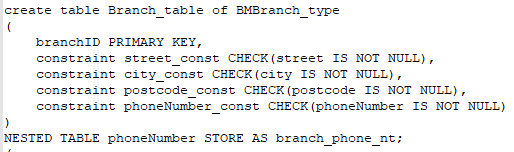 create table Branch_table of BMBranch_type
(
    branchID PRIMARY KEY,
    constraint street_const CHECK(street IS NOT NULL),
    constraint city_const CHECK(city IS NOT NULL),
    constraint postcode_const CHECK(postcode IS NOT NULL),
    constraint phoneNumber_const CHECK(phoneNumber IS NOT NULL)
)
NESTED TABLE phoneNumber STORE AS branch_phone_nt;